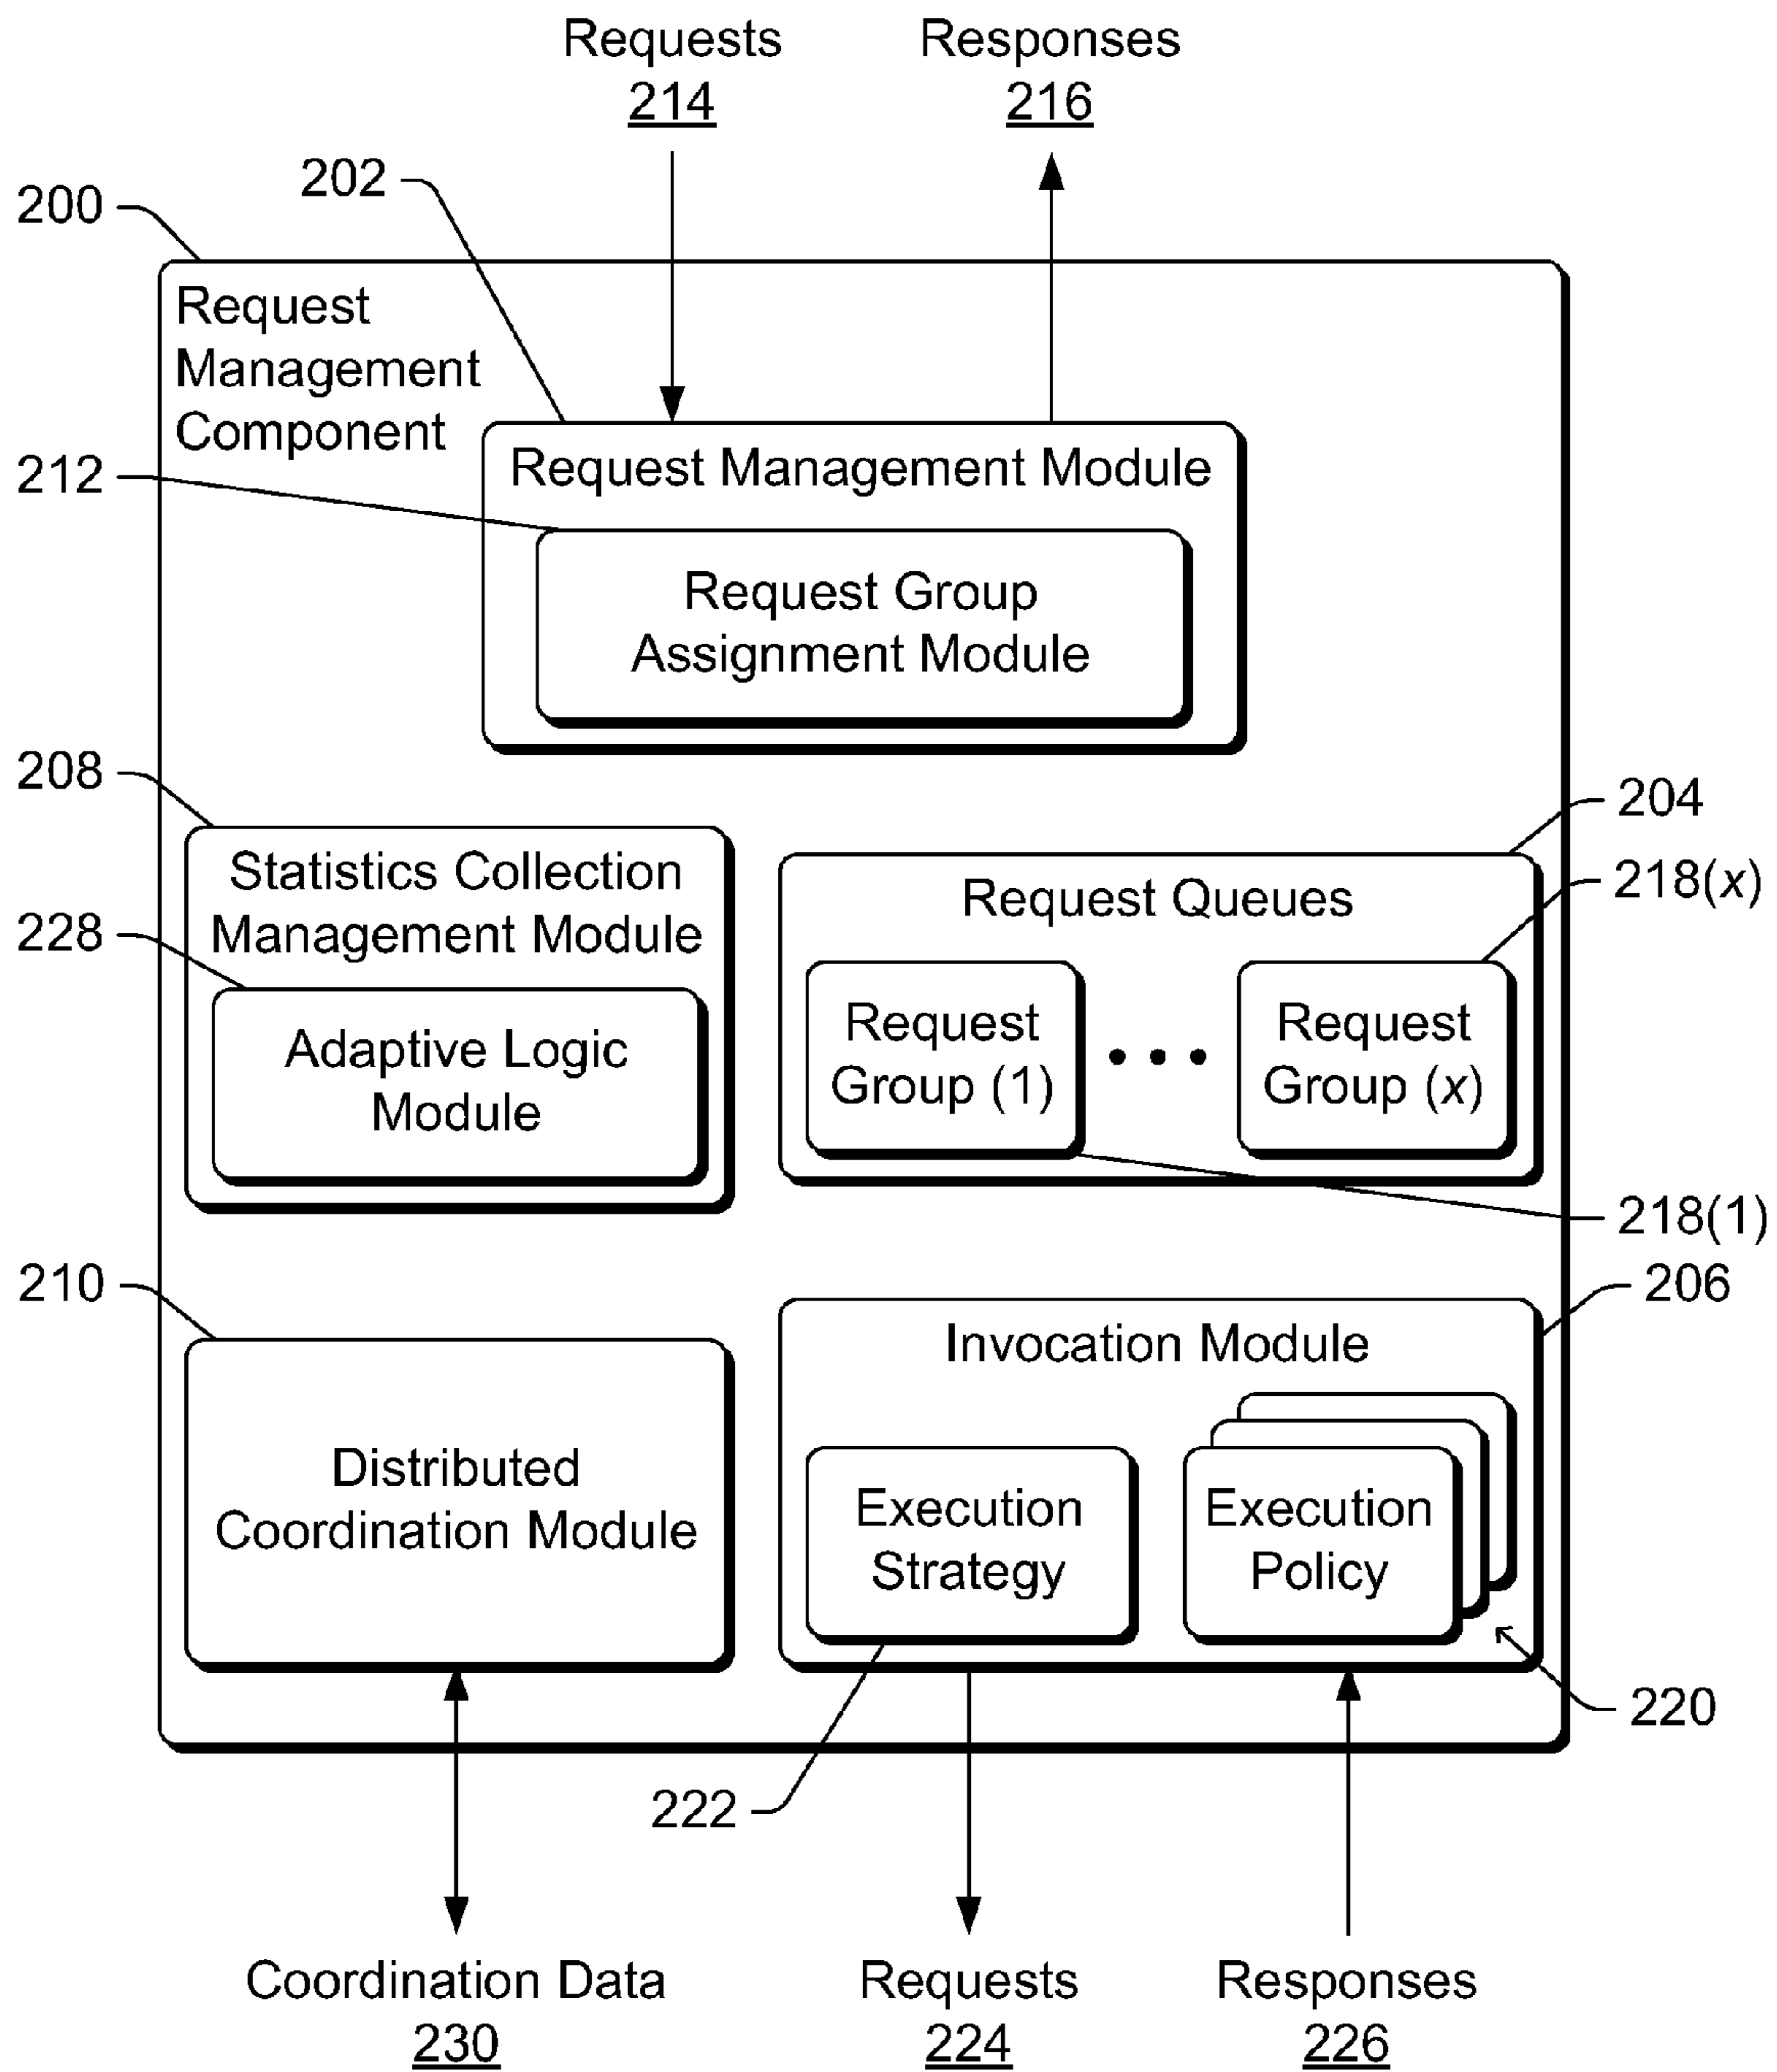 Requests
214
Responses
216
202
200
Request
Management
Component
212
Request Management Module
Request Group
Assignment Module
208
204
Statistics Collection
Management Module
218(x)
Request Queues
228
Adaptive Logic
Module
Request
Group (1)
• • •
Request
Group (x)
218(1)
210
206
Invocation Module
Distributed
Coordination Module
Execution
Strategy
Execution
Policy
220
222
Coordination Data
230
Requests
224
Responses
226